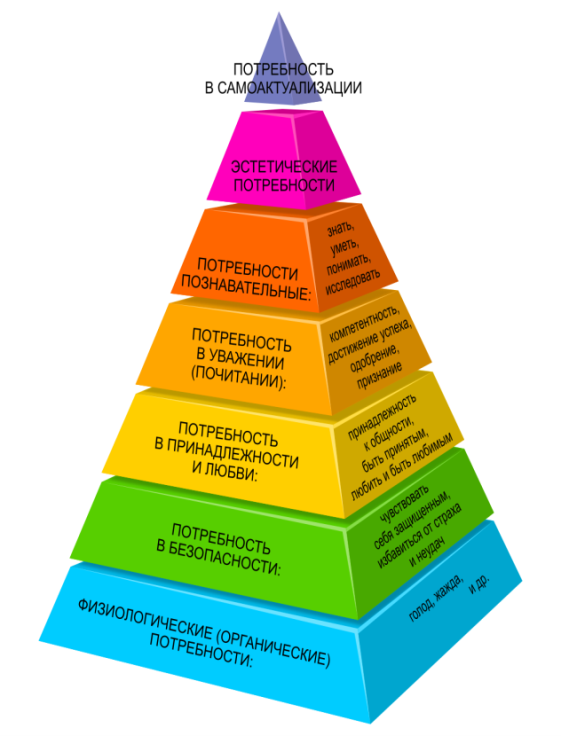 ПОТРЕБНОСТЬ
В САМОАКТУАЛИЗАЦИИ
ЭСТЕТИЧЕСКИЕ
ПОТРЕБНОСТИ
ПОТРЕБНОСТИ
ПОЗНАВАТЕЛЬНЫЕ:
знать,
уметь,
понимать,
исследовать
ПОТРЕБНОСТЬ
В УВАЖЕНИИ
(ПОЧИТАНИИ):
компетентность,
достижение успеха,
одобрение,
признание
ПОТРЕБНОСТЬ
В ПРИНАДЛЕЖНОСТИ
И ЛЮБВИ:
принадлежность
к общности,
быть принятым,
любить и быть любимым
ПОТРЕБНОСТЬ
В БЕЗОПАСНОСТИ:
чувствовать
себя защищенным,
избавиться от страха
и неудач
ФИЗИОЛОГИЧЕСКИЕ (ОРГАНИЧЕСКИЕ)
ПОТРЕБНОСТИ:
голод, жажда,
и др.